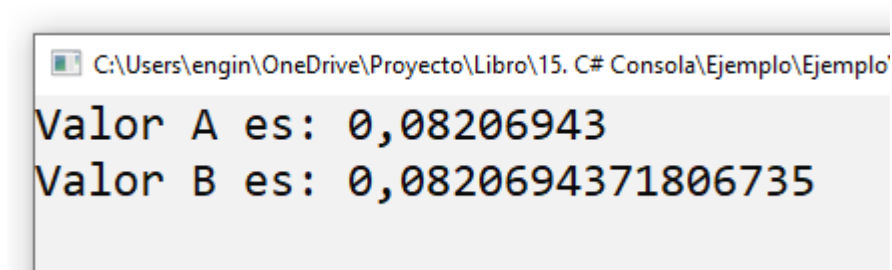 C:\Users\engin\OneDrive\Proyecto\Libro\15. C# Consola\Ejemplo\Ejemplo\
Valor A es: 0,08206943
Valor B es: 0,0820694371806735